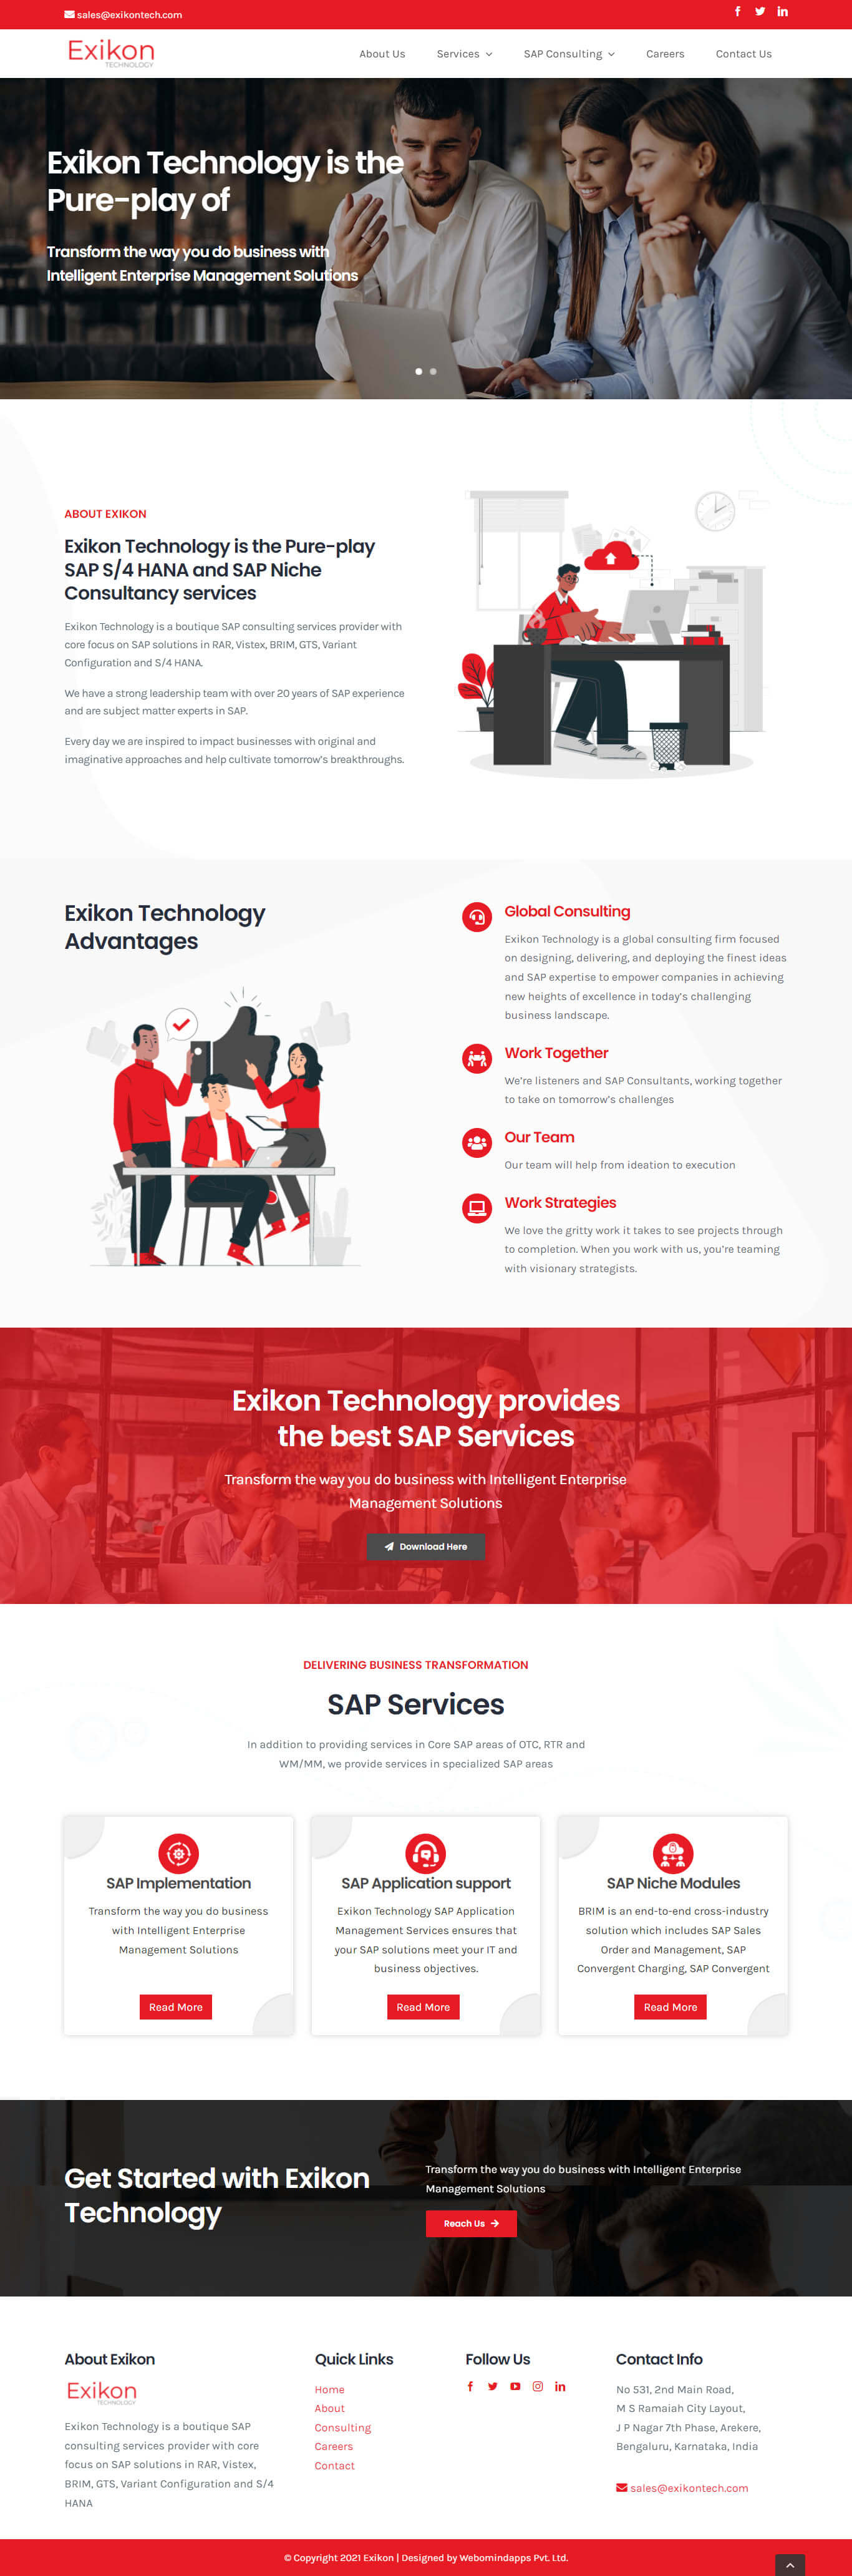 sales@exikontech.com
Exikon
TECHNOLOGY
About Us
Services
SAP Consulting
Careers
Contact Us
Exikon Technology is the
Pure-play of
Transform the way you do business with
Intelligent Enterprise Management Solutions
ABOUT EXIKON
Exikon Technology is the Pure-play
SAP S/4 HANA and SAP Niche
Consultancy services
Exikon Technology is a boutique SAP consulting services provider with
core focus on SAP solutions in RAR, Vistex, BRIM, GTS, Variant
Configuration and S/4 HANA.
We have a strong leadership team with over 20 years of SAP experience
and are subject matter experts in SAP.
Every day we are inspired to impact businesses with original and
imaginative approaches and help cultivate tomorrow's breakthroughs.
Exikon Technology
Advantages
Global Consulting
Exikon Technology is a global consulting firm focused
on designing, delivering, and deploying the finest ideas
and SAP expertise to empower companies in achieving
new heights of excellence in today's challenging
business landscape.
Work Together
We're listeners and SAP Consultants, working together
to take on tomorrow's challenges
Our Team
Our team will help from ideation to execution
Work Strategies
We love the gritty work it takes to see projects through
to completion. When you work with us, you're teaming
with visionary strategists.
Exikon Technology provides
the best SAP Services
Transform the way you do business with Intelligent Enterprise
Management Solutions
Download Here
DELIVERING BUSINESS TRANSFORMATION
SAP Services
In addition to providing services in Core SAP areas of OTC, RTR and
WM/MM, we provide services in specialized SAP areas
SAP Implementation
Transform the way you do business
with Intelligent Enterprise
Management Solutions
Read More
SAP Application support
Exikon Technology SAP Application
Management Services ensures that
your SAP solutions meet your IT and
business objectives.
Read More
SAP Niche Modules
BRIM is an end-to-end cross-industry
solution which includes SAP Sales
Order and Management, SAP
Convergent Charging, SAP Convergent
Read More
Get Started with Exikon
Technology
Transform the way you do business with Intelligent Enterprise
Management Solutions
Reach Us
About Exikon
Exikon
TECHNOLOGY
Exikon Technology is a boutique SAP
consulting services provider with core
focus on SAP solutions in RAR, Vistex,
BRIM, GTS, Variant Configuration and S/4
HANA
Quick Links
Home
About
Consulting
Careers
Contact
Follow Us
Contact Info
No 531, 2nd Main Road,
M S Ramaiah City Layout,
J P Nagar 7th Phase, Arekere,
Bengaluru, Karnataka, India
sales@exikontech.com
© Copyright 2021 Exikon | Designed by Webomindapps Pvt. Ltd.